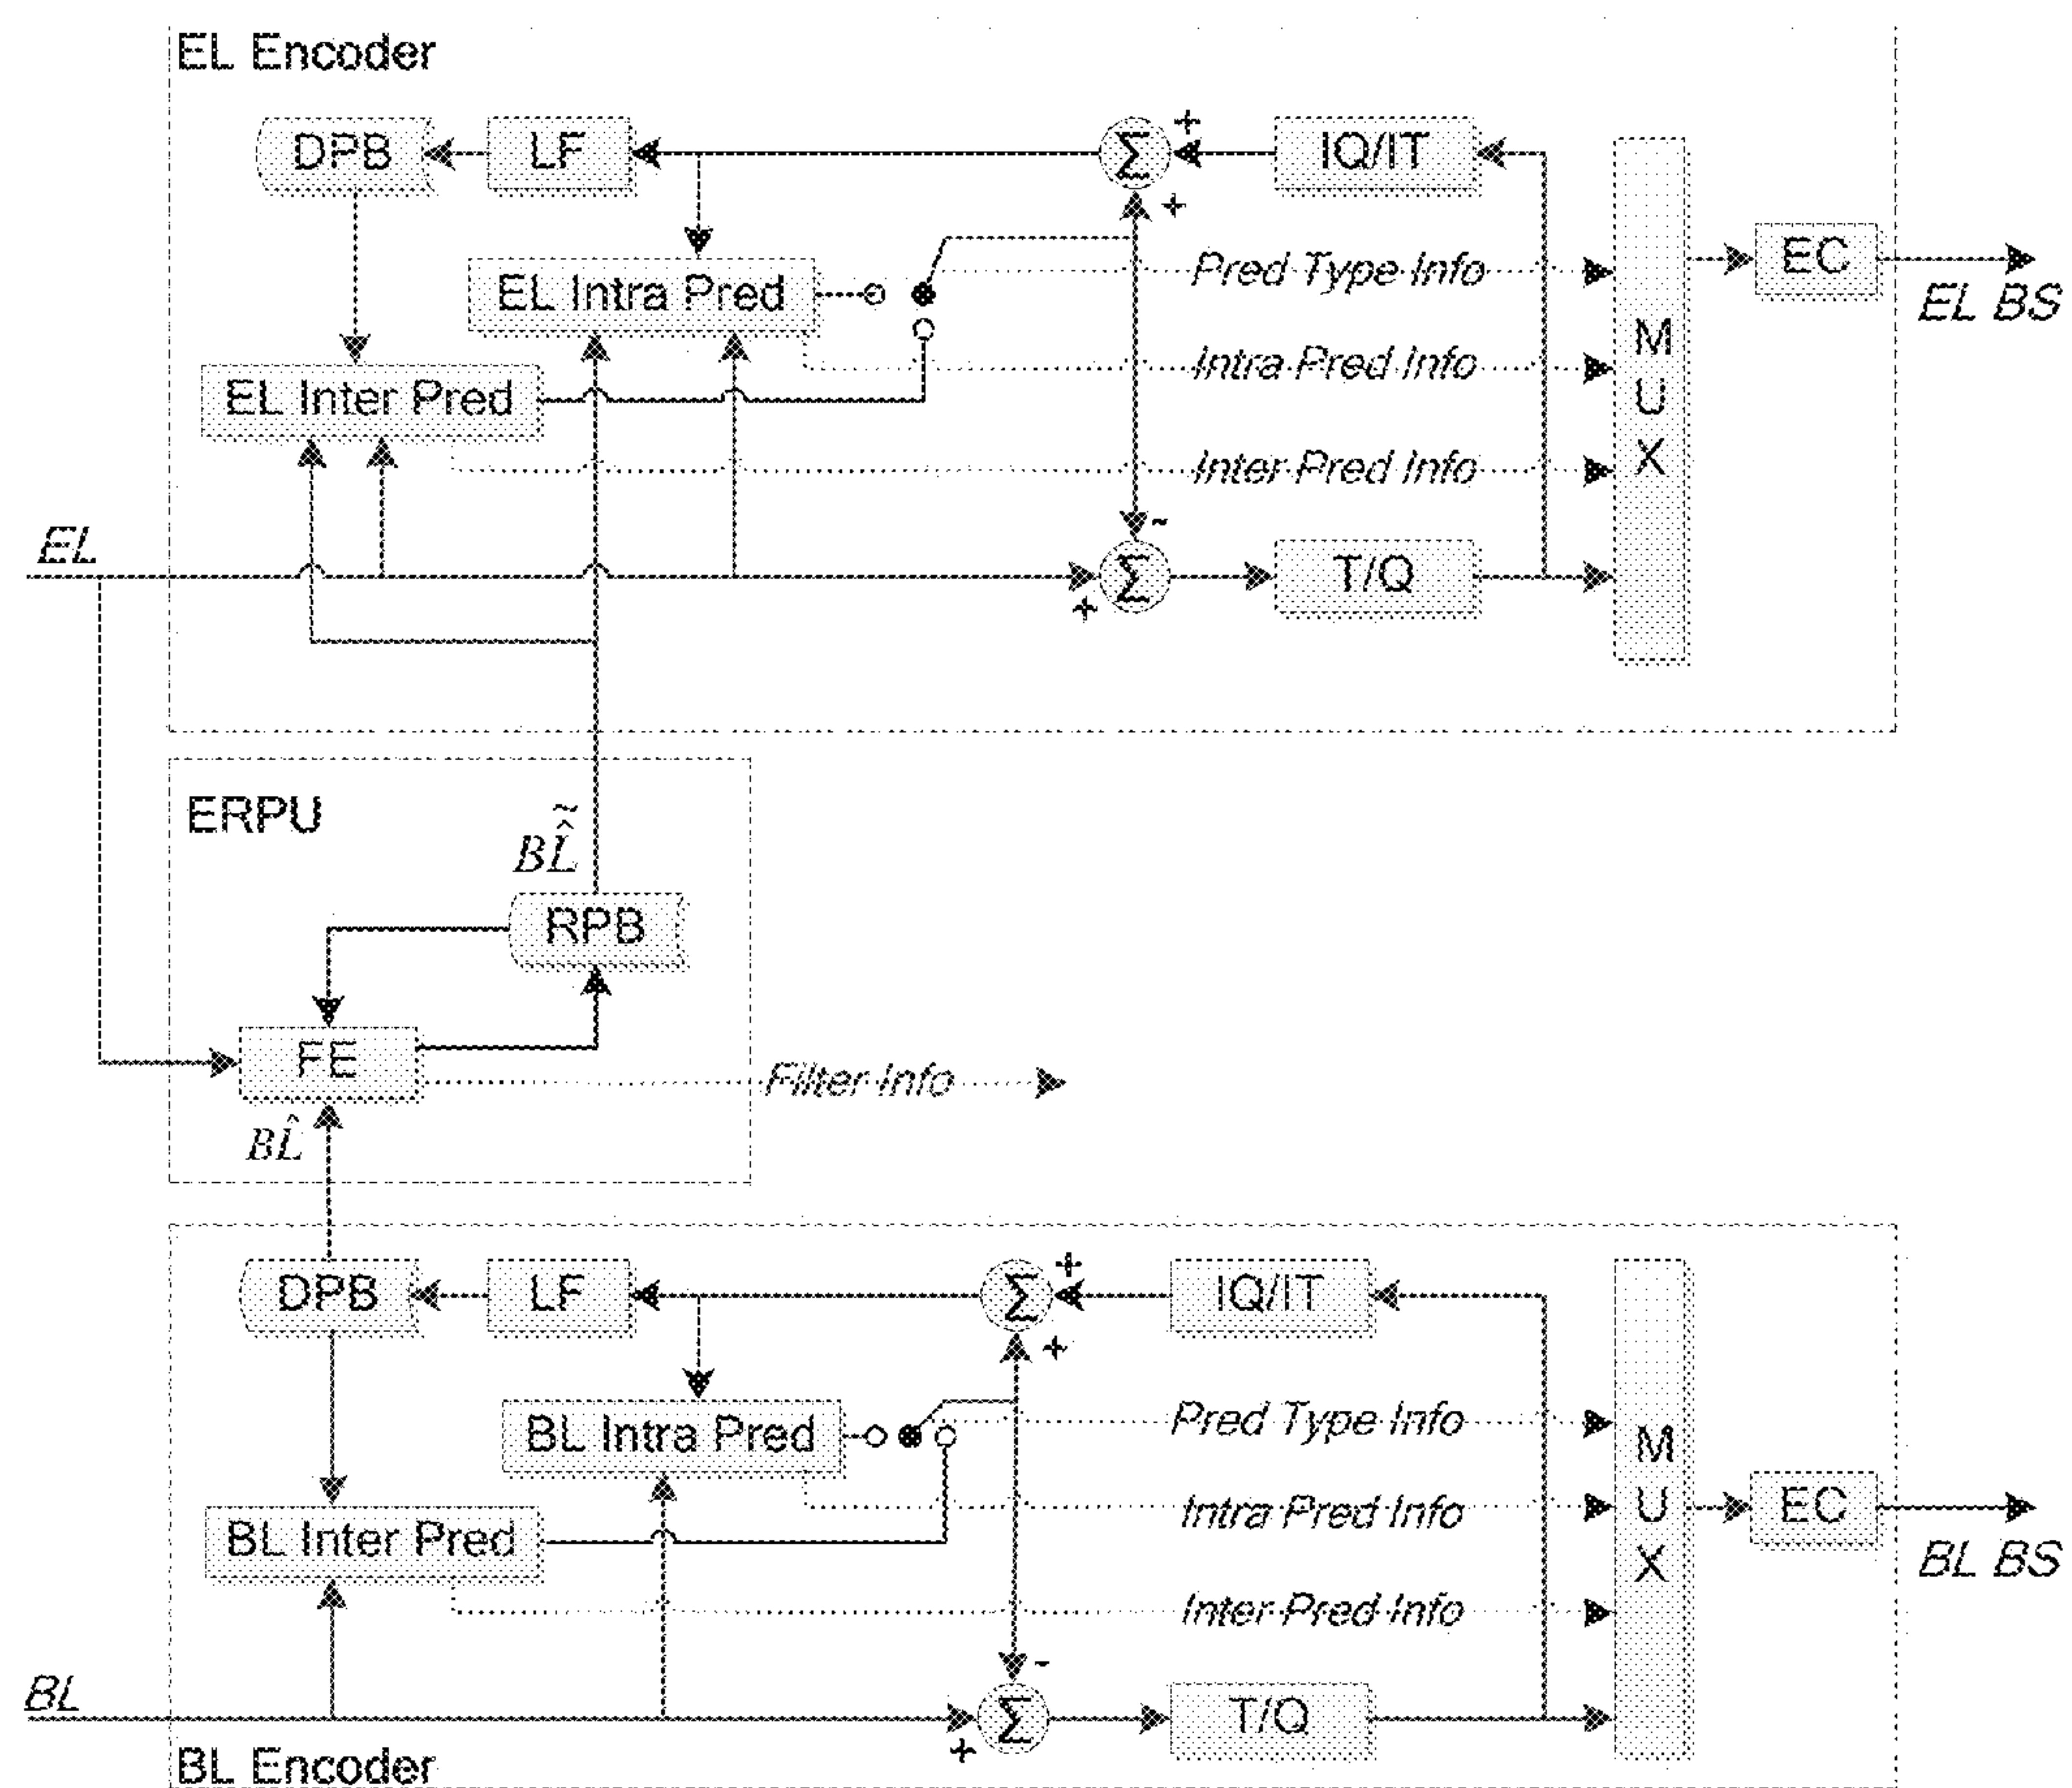 EL Encoder
DPB
LF
Σ
+
+
IQ/IT
EL Intra Pred
Pred Type Info
EC
EL BS
EL Inter Pred
Intra Pred Info
MUX
Inter Pred Info
EL
-
Σ
+
T/Q
ERPU
BL̂̃
RPB
FE
Filter Info
BL̂
DPB
LF
Σ
+
+
IQ/IT
BL Intra Pred
Pred Type Info
MUX
BL Inter Pred
Intra Pred Info
EC
BL BS
Inter Pred Info
BL
-
Σ
+
T/Q
BL Encoder